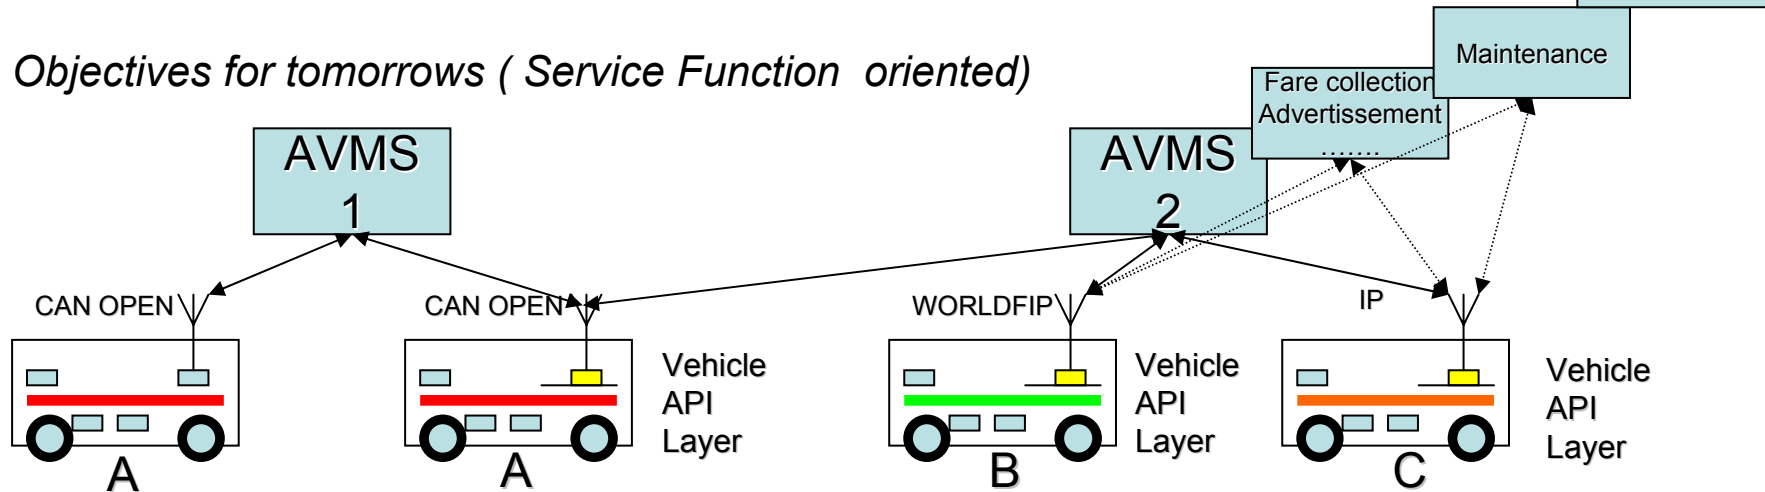 Objectives for tomorrows ( Service Function oriented)
Maintenance
Fare collection
Advertissement
.......
AVMS
1
AVMS
2
CAN OPEN
CAN OPEN
WORLDFIP
IP
Vehicle
API
Layer
Vehicle
API
Layer
Vehicle
API
Layer
A
A
B
C